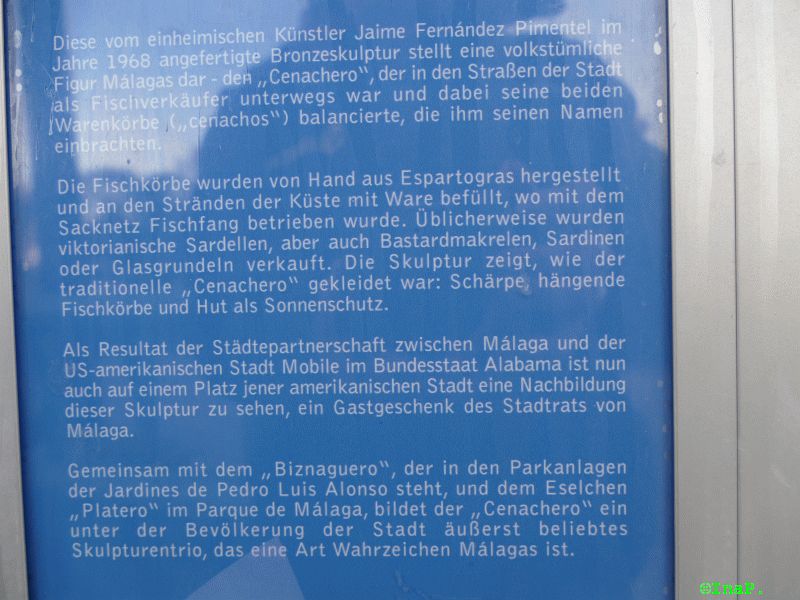 Diese vom einheimischen Künstler Jaime Fernández Pimentel im
Jahre 1968 angefertigte Bronzeskulptur stellt eine volkstümliche
Figur Málagas dar - den „Cenachero“, der in den Straßen der Stadt
als Fischverkäufer unterwegs war und dabei seine beiden
Warenkörbe („cenachos“) balancierte, die ihm seinen Namen
einbrachten.
Die Fischkörbe wurden von Hand aus Espartogras hergestellt
und an den Stränden der Küste mit Ware befüllt, wo mit dem
Sacknetz Fischfang betrieben wurde. Üblicherweise wurden
viktorianische Sardellen, aber auch Bastardmakrelen, Sardinen
oder Glasgrundeln verkauft. Die Skulptur zeigt, wie der
traditionelle „Cenachero“ gekleidet war: Schärpe, hängende
Fischkörbe und Hut als Sonnenschutz.
Als Resultat der Städtepartnerschaft zwischen Málaga und der
US-amerikanischen Stadt Mobile im Bundesstaat Alabama ist nun
auch auf einem Platz jener amerikanischen Stadt eine Nachbildung
dieser Skulptur zu sehen, ein Gastgeschenk des Stadtrats von
Málaga.
Gemeinsam mit dem „Biznaguero“, der in den Parkanlagen
der Jardines de Pedro Luis Alonso steht, und dem Eselchen
„Platero“ im Parque de Málaga, bildet der „Cenachero“ ein
unter der Bevölkerung der Stadt äußerst beliebtes
Skulpturentrio, das eine Art Wahrzeichen Málagas ist.
©InaP.